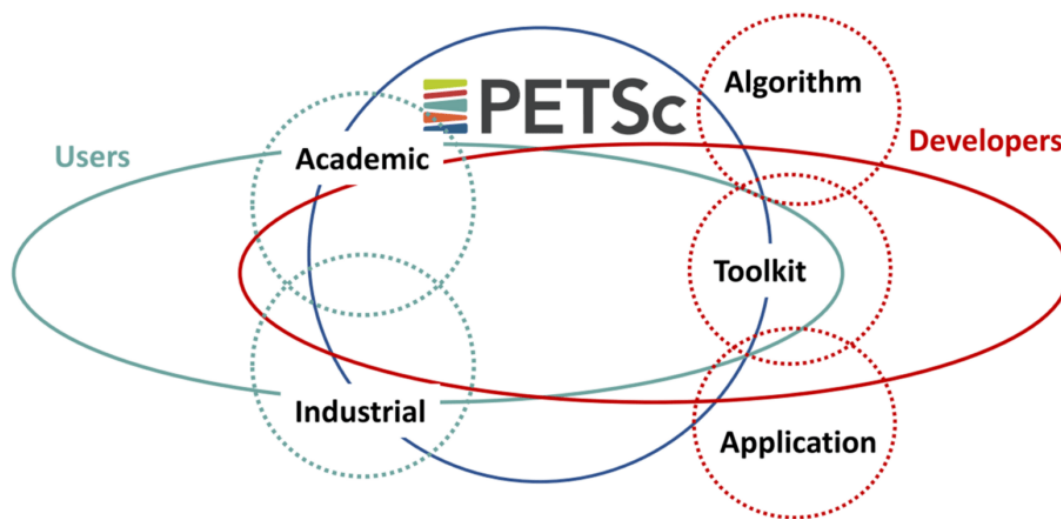 PETSc
Algorithm
Users
Academic
Developers
Toolkit
Industrial
Application